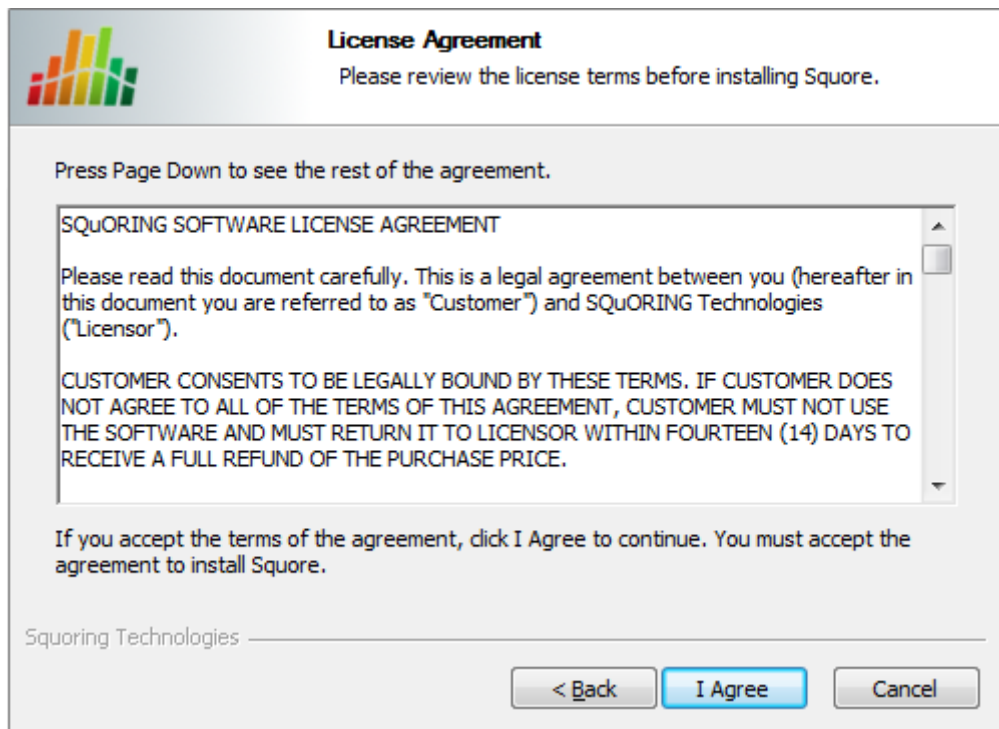 License Agreement
Please review the license terms before installing Squore.
Press Page Down to see the rest of the agreement.
SQuORING SOFTWARE LICENSE AGREEMENT
Please read this document carefully. This is a legal agreement between you (hereafter in
this document you are referred to as "Customer") and SQuORING Technologies
("Licensor").
CUSTOMER CONSENTS TO BE LEGALLY BOUND BY THESE TERMS. IF CUSTOMER DOES
NOT AGREE TO ALL OF THE TERMS OF THIS AGREEMENT, CUSTOMER MUST NOT USE
THE SOFTWARE AND MUST RETURN IT TO LICENSOR WITHIN FOURTEEN (14) DAYS TO
RECEIVE A FULL REFUND OF THE PURCHASE PRICE.
If you accept the terms of the agreement, click I Agree to continue. You must accept the
agreement to install Squore.
Squoring Technologies
< Back I Agree Cancel